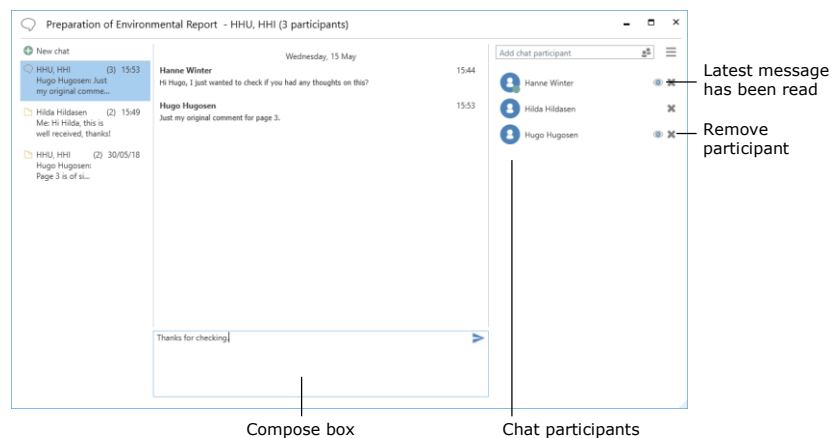 Preparation of Environmental Report - HHU, HHI (3 participants)
New chat
HHU, HHI (3) 15:53
Hugo Hugosen: Just
my original comme...
Hilda Hildasen (2) 15:49
Me: Hi Hilda, this is
well received, thanks!
HHU, HHI (2) 30/05/18
Hugo Hugosen:
Page 3 is of si...
Wednesday, 15 May
Hanne Winter 15:44
Hi Hugo, I just wanted to check if you had any thoughts on this?
Hugo Hugosen 15:53
Just my original comment for page 3.
Thanks for checking.
Add chat participant
Hanne Winter
Hilda Hildasen
Hugo Hugosen
Latest message
has been read
Remove
participant
Compose box
Chat participants